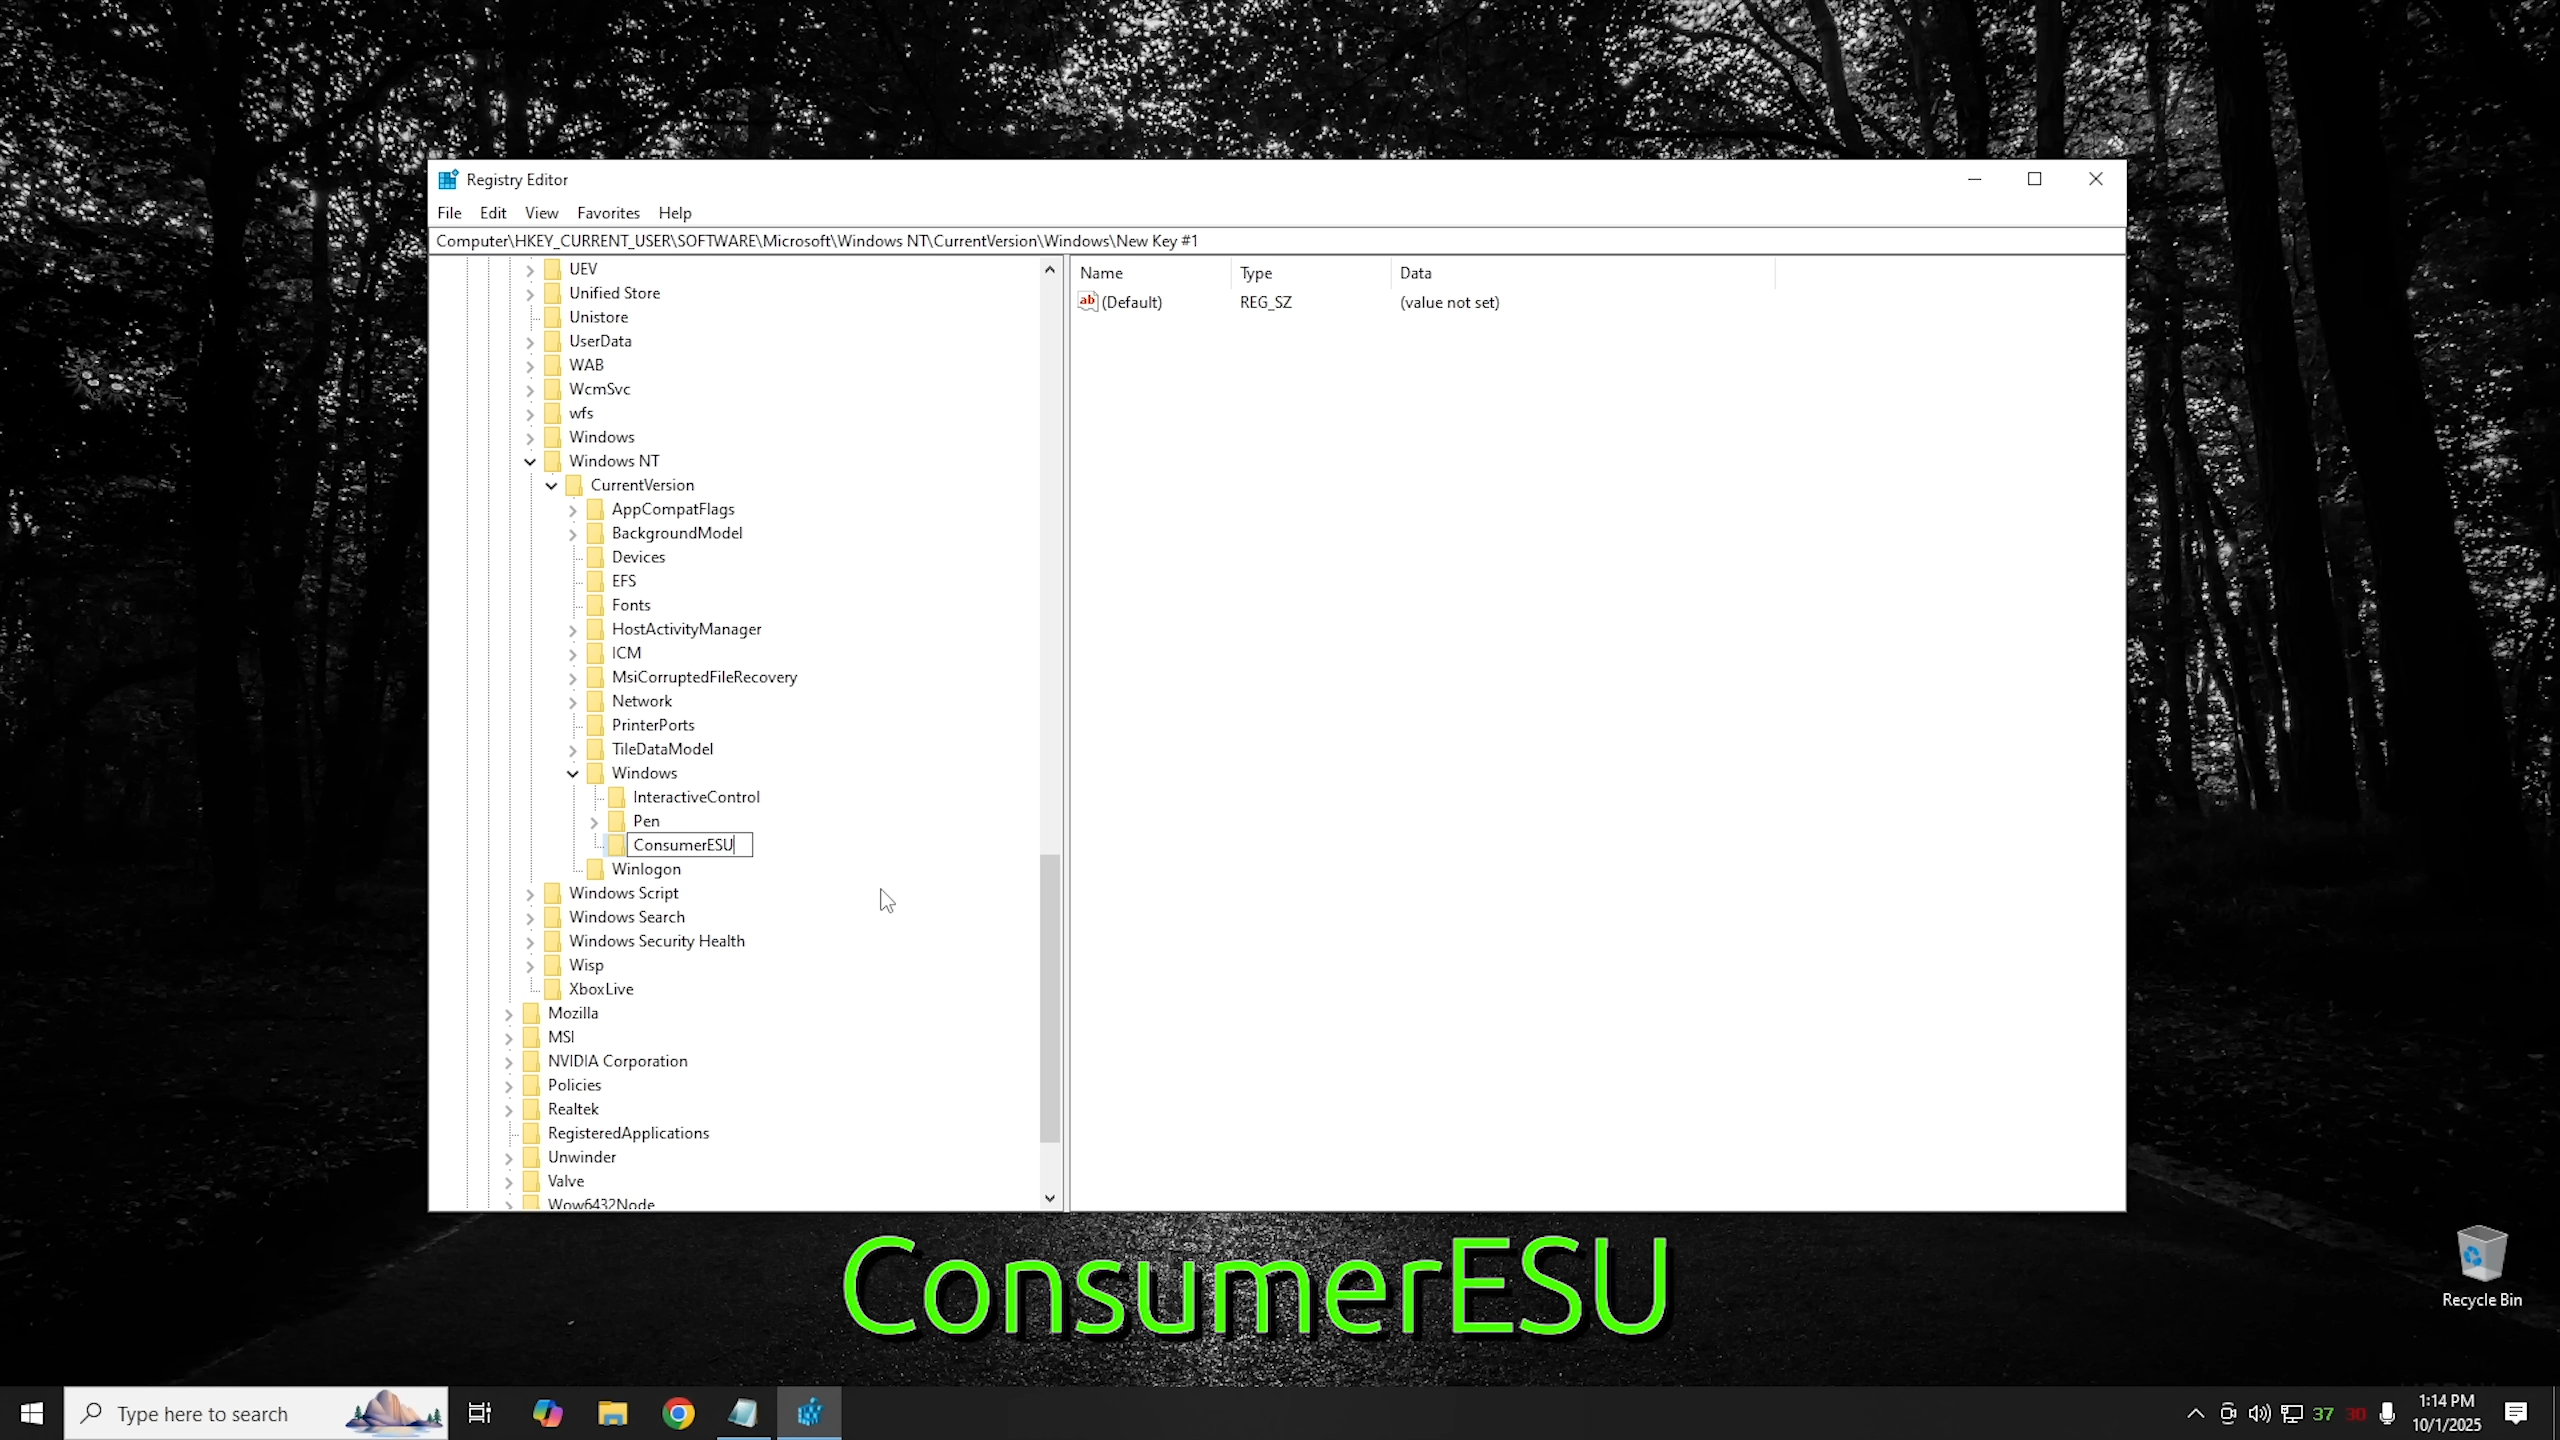 Registry Editor
File Edit View Favorites Help
Computer\HKEY_CURRENT_USER\SOFTWARE\Microsoft\Windows NT\CurrentVersion\Windows\New Key #1
Name Type Data
ab (Default) REG_SZ (value not set)
UEV
Unified Store
Unistore
UserData
WAB
WcmSvc
wfs
Windows
Windows NT
CurrentVersion
AppCompatFlags
BackgroundModel
Devices
EFS
Fonts
HostActivityManager
ICM
MsiCorruptedFileRecovery
Network
PrinterPorts
TileDataModel
Windows
InteractiveControl
Pen
ConsumerESU
Winlogon
Windows Script
Windows Search
Windows Security Health
Wisp
XboxLive
Mozilla
MSI
NVIDIA Corporation
Policies
Realtek
RegisteredApplications
Unwinder
Valve
Wow6432Node
ConsumerESU
Recycle Bin
Type here to search
37 30
1:14 PM
10/1/2025